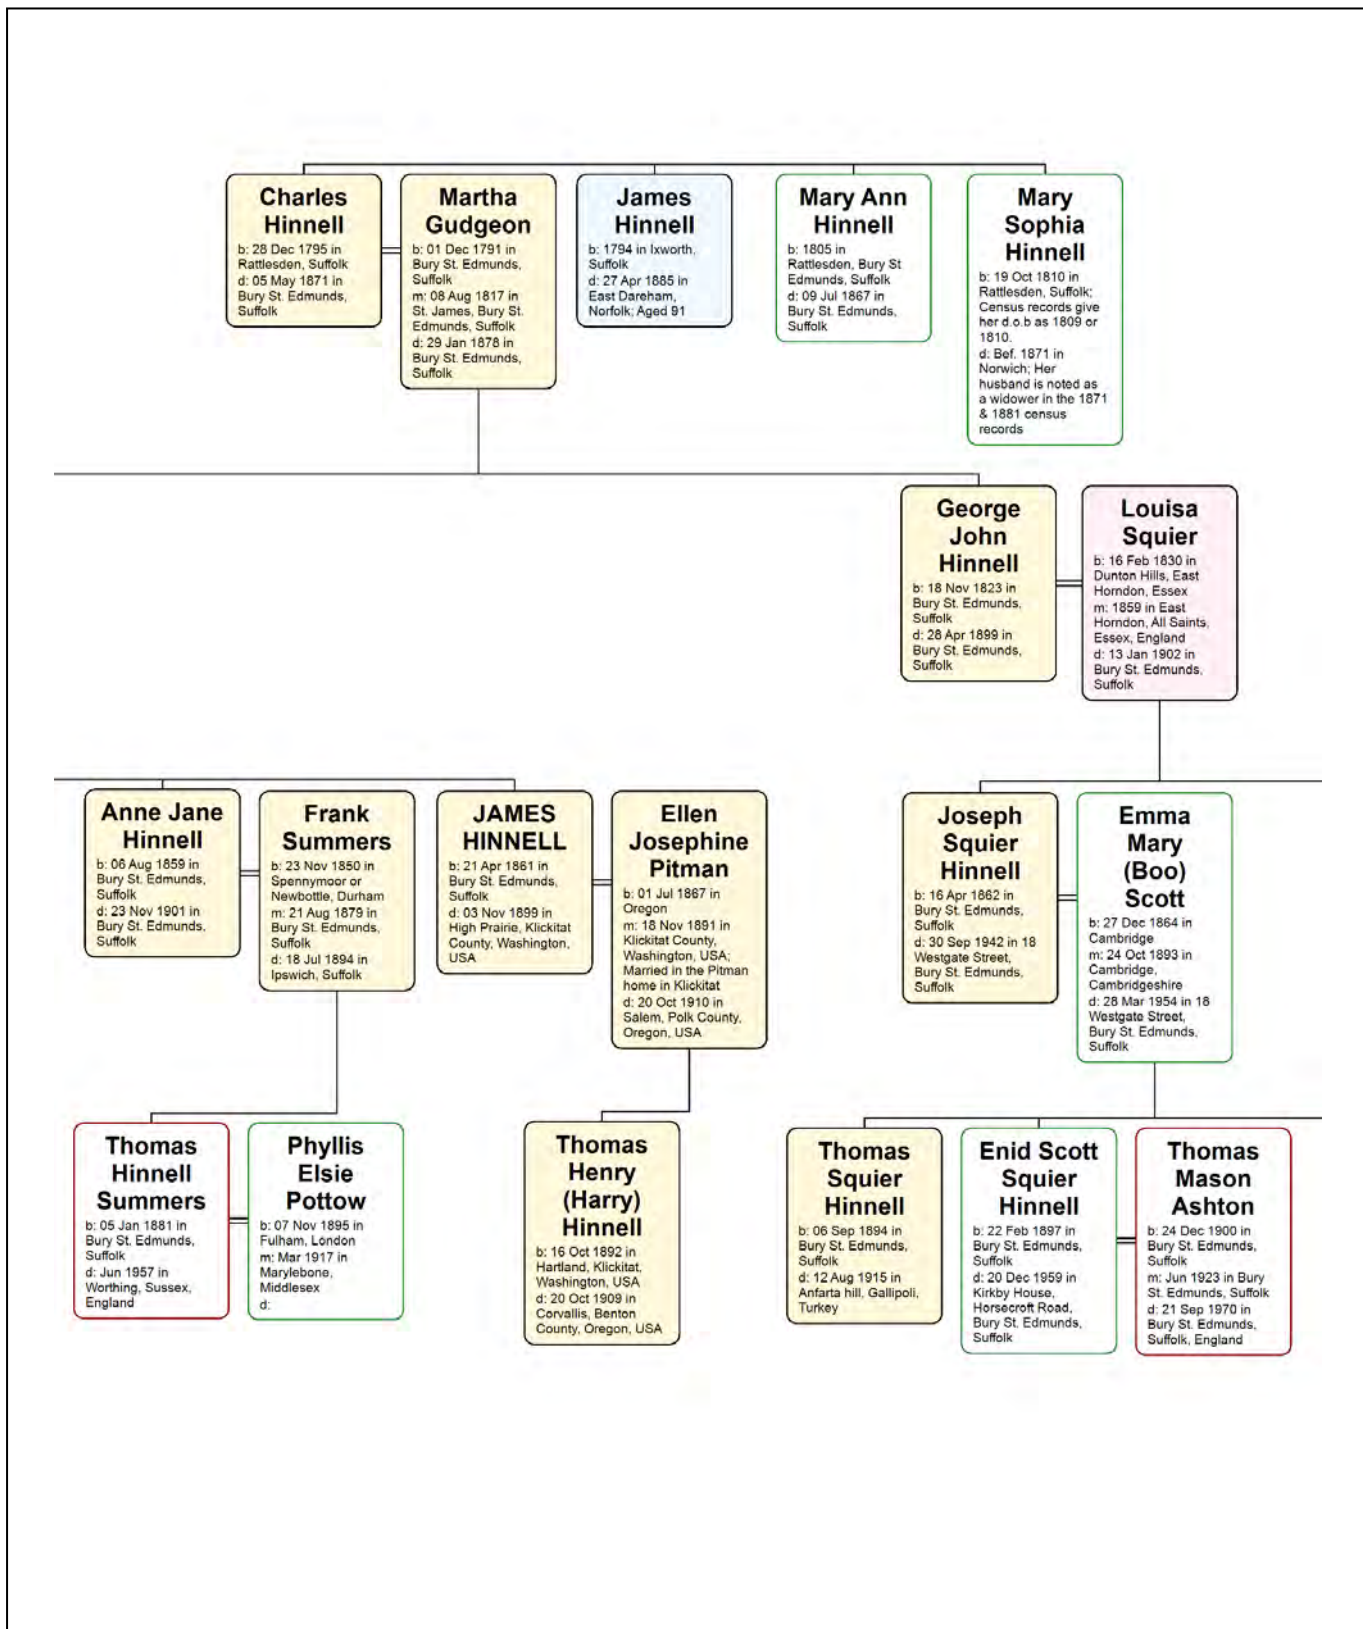 Charles
Hinnell
b: 28 Dec 1795 in
Rattlesden, Suffolk
d: 05 May 1871 in
Bury St. Edmunds,
Suffolk
Martha
Gudgeon
b: 01 Dec 1791 in
Bury St. Edmunds,
Suffolk
m: 08 Aug 1817 in
St. James, Bury St.
Edmunds, Suffolk
d: 29 Jan 1878 in
Bury St. Edmunds,
Suffolk
James
Hinnell
b: 1794 in Ixworth,
Suffolk
d: 27 Apr 1885 in
East Dareham,
Norfolk; Aged 91
Mary Ann
Hinnell
b: 1805 in
Rattlesden, Bury St
Edmunds, Suffolk
d: 09 Jul 1867 in
Bury St. Edmunds,
Suffolk
Mary
Sophia
Hinnell
b: 19 Oct 1810 in
Rattlesden, Suffolk;
Census records give
her d.o.b as 1809 or
1810.
d: Bef. 1871 in
Norwich; Her
husband is noted as
a widower in the 1871
& 1881 census
records
George
John
Hinnell
b: 18 Nov 1823 in
Bury St. Edmunds,
Suffolk
d: 28 Apr 1899 in
Bury St. Edmunds,
Suffolk
Louisa
Squier
b: 16 Feb 1830 in
Dunton Hills, East
Horndon, Essex
m: 1859 in East
Horndon, All Saints,
Essex, England
d: 13 Jan 1902 in
Bury St. Edmunds,
Suffolk
Anne Jane
Hinnell
b: 06 Aug 1859 in
Bury St. Edmunds,
Suffolk
d: 23 Nov 1901 in
Bury St. Edmunds,
Suffolk
Frank
Summers
b: 23 Nov 1850 in
Spennymoor or
Newbottle, Durham
m: 21 Aug 1879 in
Bury St. Edmunds,
Suffolk
d: 18 Jul 1894 in
Ipswich, Suffolk
JAMES
HINNELL
b: 21 Apr 1861 in
Bury St. Edmunds,
Suffolk
d: 03 Nov 1899 in
High Prairie, Klickitat
County, Washington,
USA
Ellen
Josephine
Pitman
b: 01 Jul 1867 in
Oregon
m: 18 Nov 1891 in
Klickitat County,
Washington, USA;
Married in the Pitman
home in Klickitat
d: 20 Oct 1910 in
Salem, Polk County,
Oregon, USA
Joseph
Squier
Hinnell
b: 16 Apr 1862 in
Bury St. Edmunds,
Suffolk
d: 30 Sep 1942 in 18
Westgate Street,
Bury St. Edmunds,
Suffolk
Emma
Mary
(Boo)
Scott
b: 27 Dec 1864 in
Cambridge
m: 24 Oct 1893 in
Cambridge,
Cambridgeshire
d: 28 Mar 1954 in 18
Westgate Street,
Bury St. Edmunds,
Suffolk
Thomas
Hinnell
Summers
b: 05 Jan 1881 in
Bury St. Edmunds,
Suffolk
d: Jun 1957 in
Worthing, Sussex,
England
Phyllis
Elsie
Pottow
b: 07 Nov 1895 in
Fulham, London
m: Mar 1917 in
Marylebone,
Middlesex
d:
Thomas
Henry
(Harry)
Hinnell
b: 16 Oct 1892 in
Hartland, Klickitat,
Washington, USA
d: 20 Oct 1909 in
Corvallis, Benton
County, Oregon, USA
Thomas
Squier
Hinnell
b: 06 Sep 1894 in
Bury St. Edmunds,
Suffolk
d: 12 Aug 1915 in
Anfarta hill, Gallipoli,
Turkey
Enid Scott
Squier
Hinnell
b: 22 Feb 1897 in
Bury St. Edmunds,
Suffolk
d: 20 Dec 1959 in
Kirkby House,
Horsecroft Road,
Bury St. Edmunds,
Suffolk
Thomas
Mason
Ashton
b: 24 Dec 1900 in
Bury St. Edmunds,
Suffolk
m: Jun 1923 in Bury
St. Edmunds, Suffolk
d: 21 Sep 1970 in
Bury St. Edmunds,
Suffolk, England